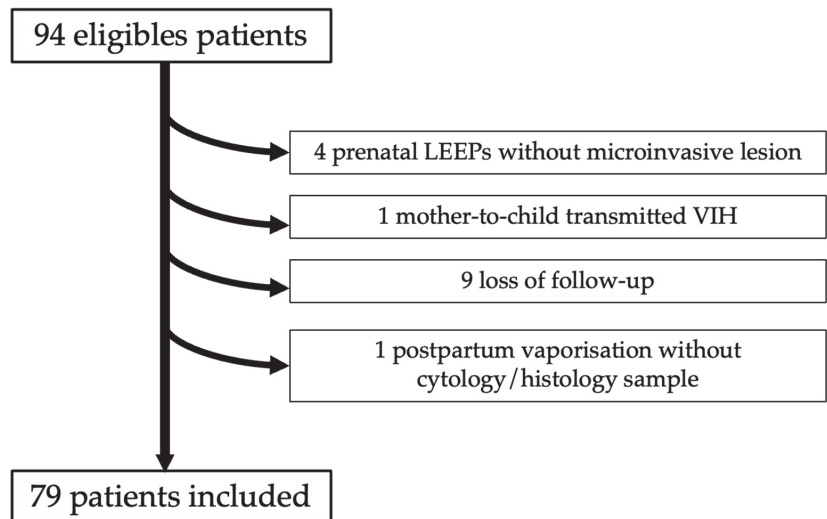 94 eligibles patients
4 prenatal LEEPs without microinvasive lesion
1 mother-to-child transmitted VIH
9 loss of follow-up
1 postpartum vaporisation without
cytology/histology sample
79 patients included